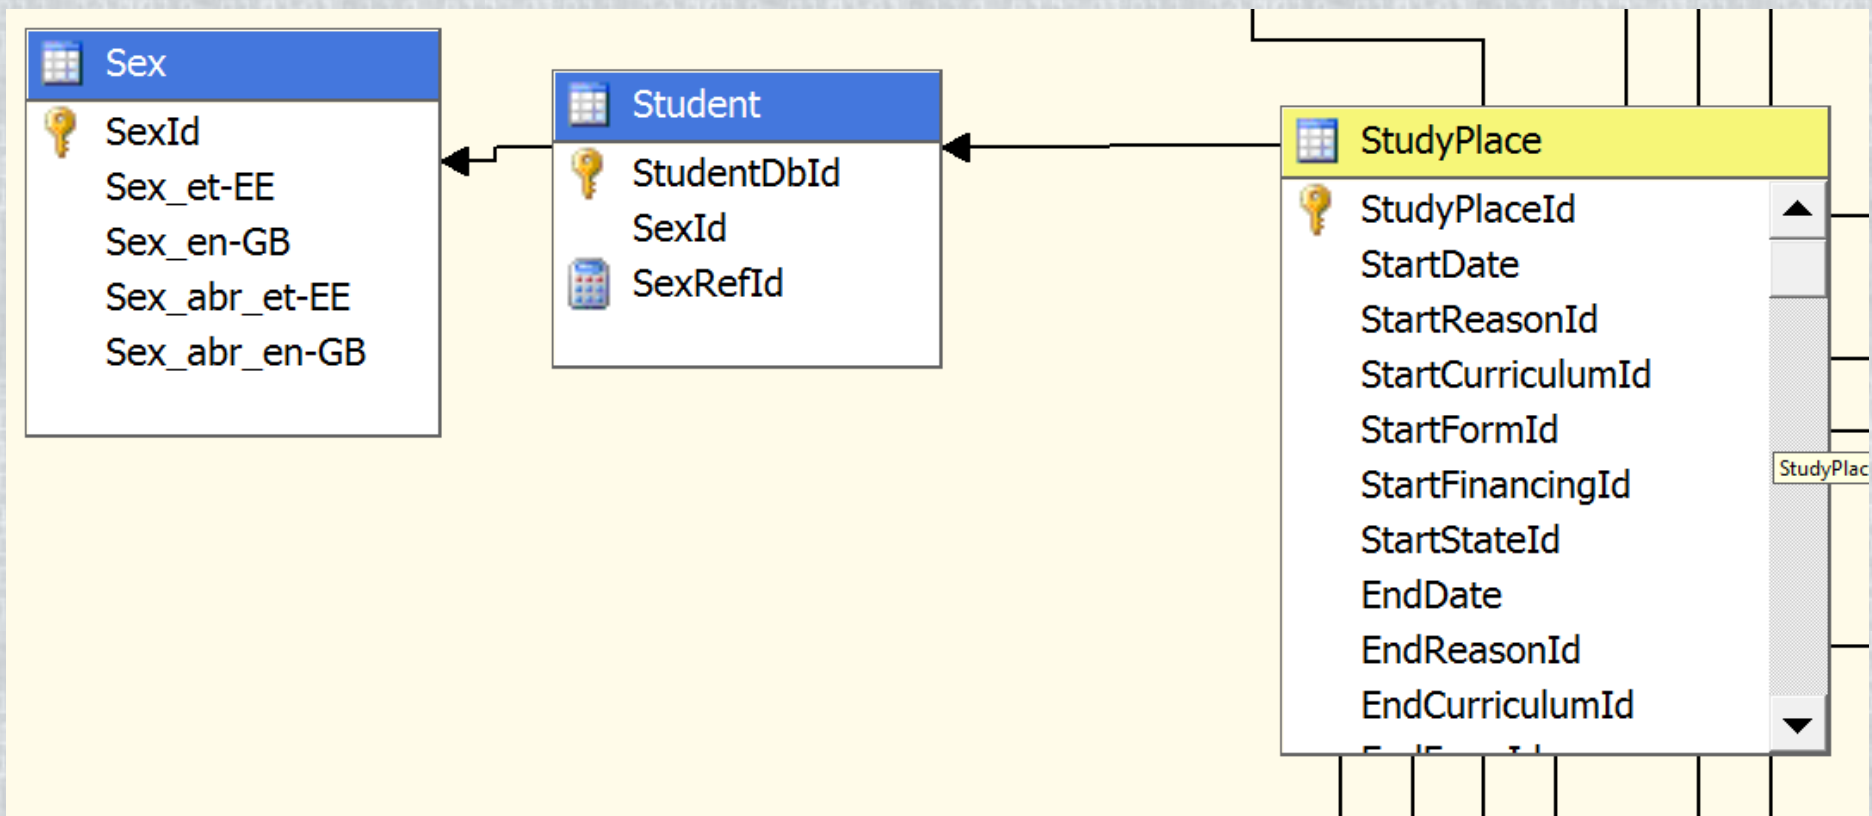 Sex
SexId
Sex_et-EE
Sex_en-GB
Sex_abr_et-EE
Sex_abr_en-GB
Student
StudentDbId
SexId
SexRefId
StudyPlace
StudyPlaceId
StartDate
StartReasonId
StartCurriculumId
StartFormId
StartFinancingId
StartStateId
EndDate
EndReasonId
EndCurriculumId
StudyPlac